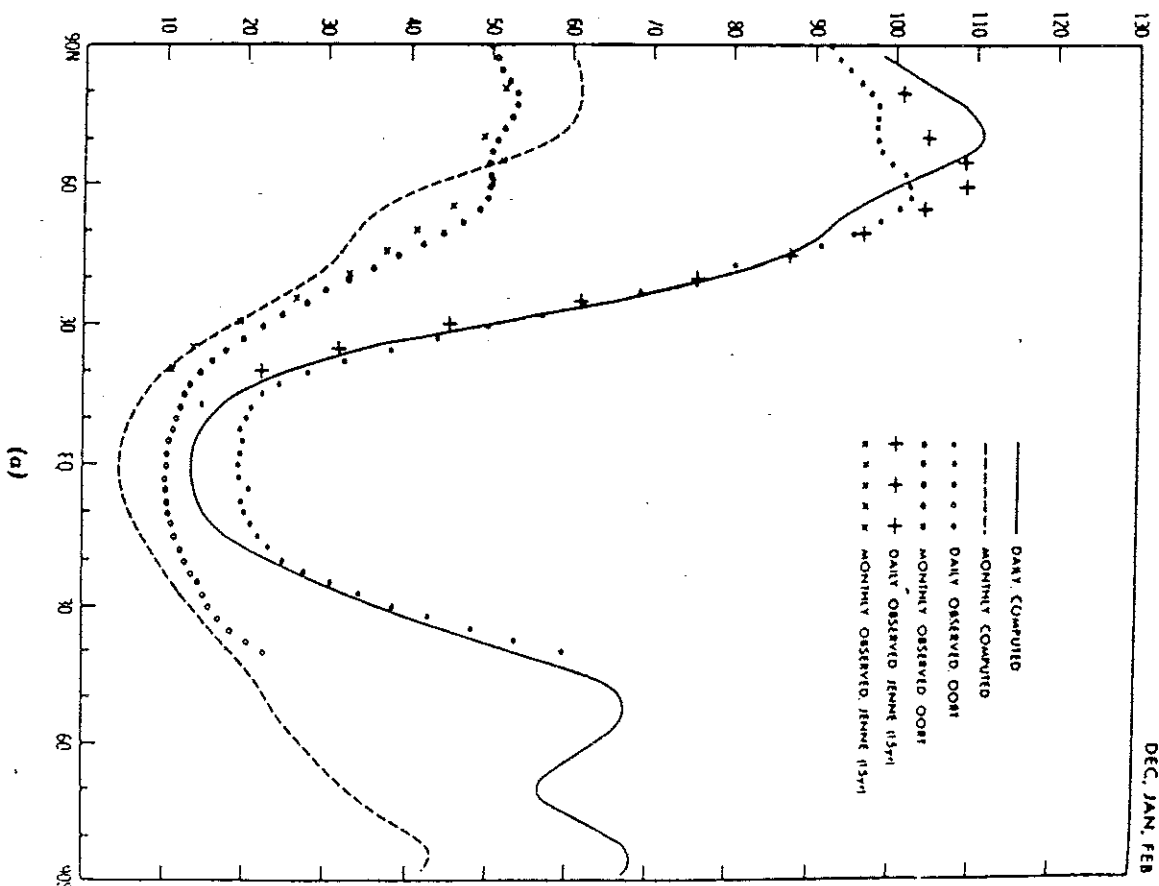 DEC, JAN, FEB
130
120
110
100
90
80
70
60
50
40
30
20
10
DAILY, COMPUTED
MONTHLY COMPUTED
DAILY OBSERVED, OORT
MONTHLY OBSERVED OORT
DAILY OBSERVED JENNE (15yr)
MONTHLY OBSERVED, JENNE (15yr)
90N 60 30 EQ 30 60 90S
(a)